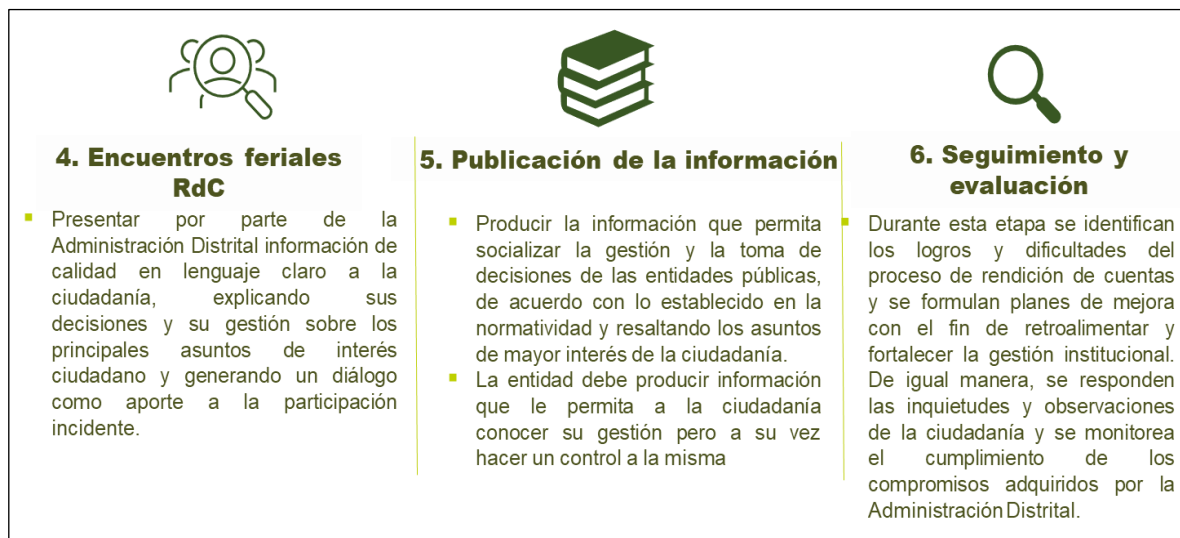 4. Encuentros feriales
RdC
▪ Presentar por parte de la
Administración Distrital información de
calidad en lenguaje claro a la
ciudadanía, explicando sus
decisiones y su gestión sobre los
principales asuntos de interés
ciudadano y generando un diálogo
como aporte a la participación
incidente.
5. Publicación de la información
▪ Producir la información que permita
socializar la gestión y la toma de
decisiones de las entidades públicas,
de acuerdo con lo establecido en la
normatividad y resaltando los asuntos
de mayor interés de la ciudadanía.
▪ La entidad debe producir información
que le permita a la ciudadanía
conocer su gestión pero a su vez
hacer un control a la misma
6. Seguimiento y
evaluación
▪ Durante esta etapa se identifican
los logros y dificultades del
proceso de rendición de cuentas
y se formulan planes de mejora
con el fin de retroalimentar y
fortalecer la gestión institucional.
De igual manera, se responden
las inquietudes y observaciones
de la ciudadanía y se monitorea
el cumplimiento de los
compromisos adquiridos por la
Administración Distrital.